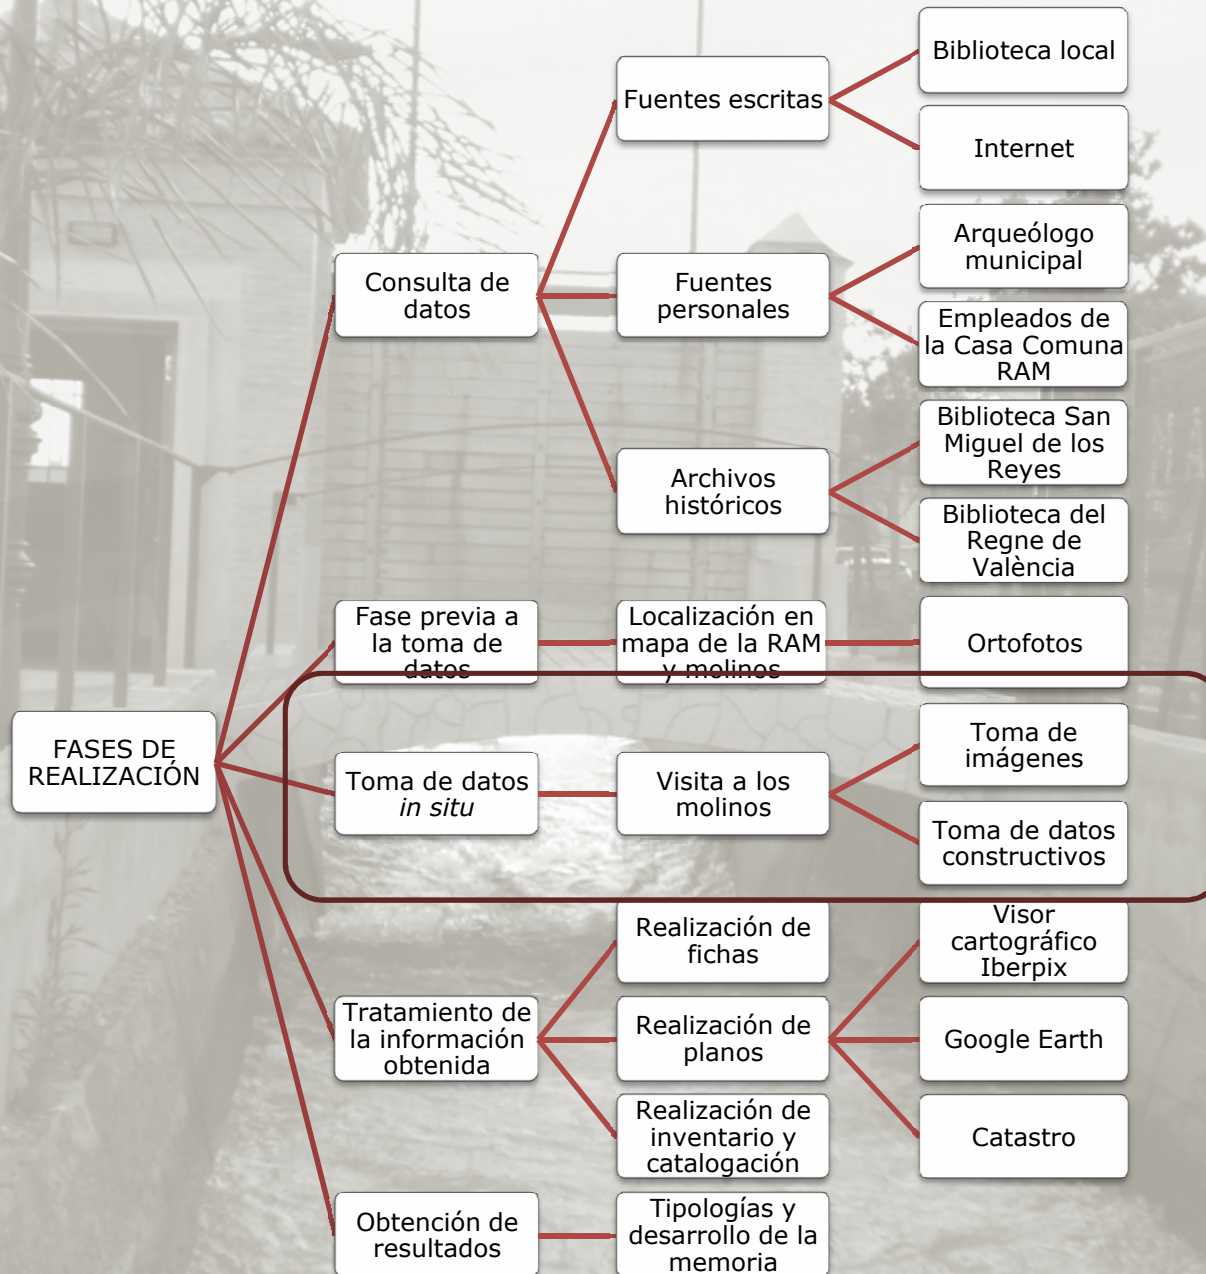 FASES DE
REALIZACIÓN
Consulta de
datos
Fuentes escritas
Biblioteca local
Internet
Fuentes
personales
Arqueólogo
municipal
Empleados de
la Casa Comuna
RAM
Archivos
históricos
Biblioteca San
Miguel de los
Reyes
Biblioteca del
Regne de
València
Fase previa a
la toma de
datos
Localización en
mapa de la RAM
y molinos
Ortofotos
Toma de datos
in situ
Visita a los
molinos
Toma de
imágenes
Toma de datos
constructivos
Tratamiento de
la información
obtenida
Realización de
fichas
Realización de
planos
Visor
cartográfico
Iberpix
Google Earth
Catastro
Realización de
inventario y
catalogación
Obtención de
resultados
Tipologías y
desarrollo de la
memoria